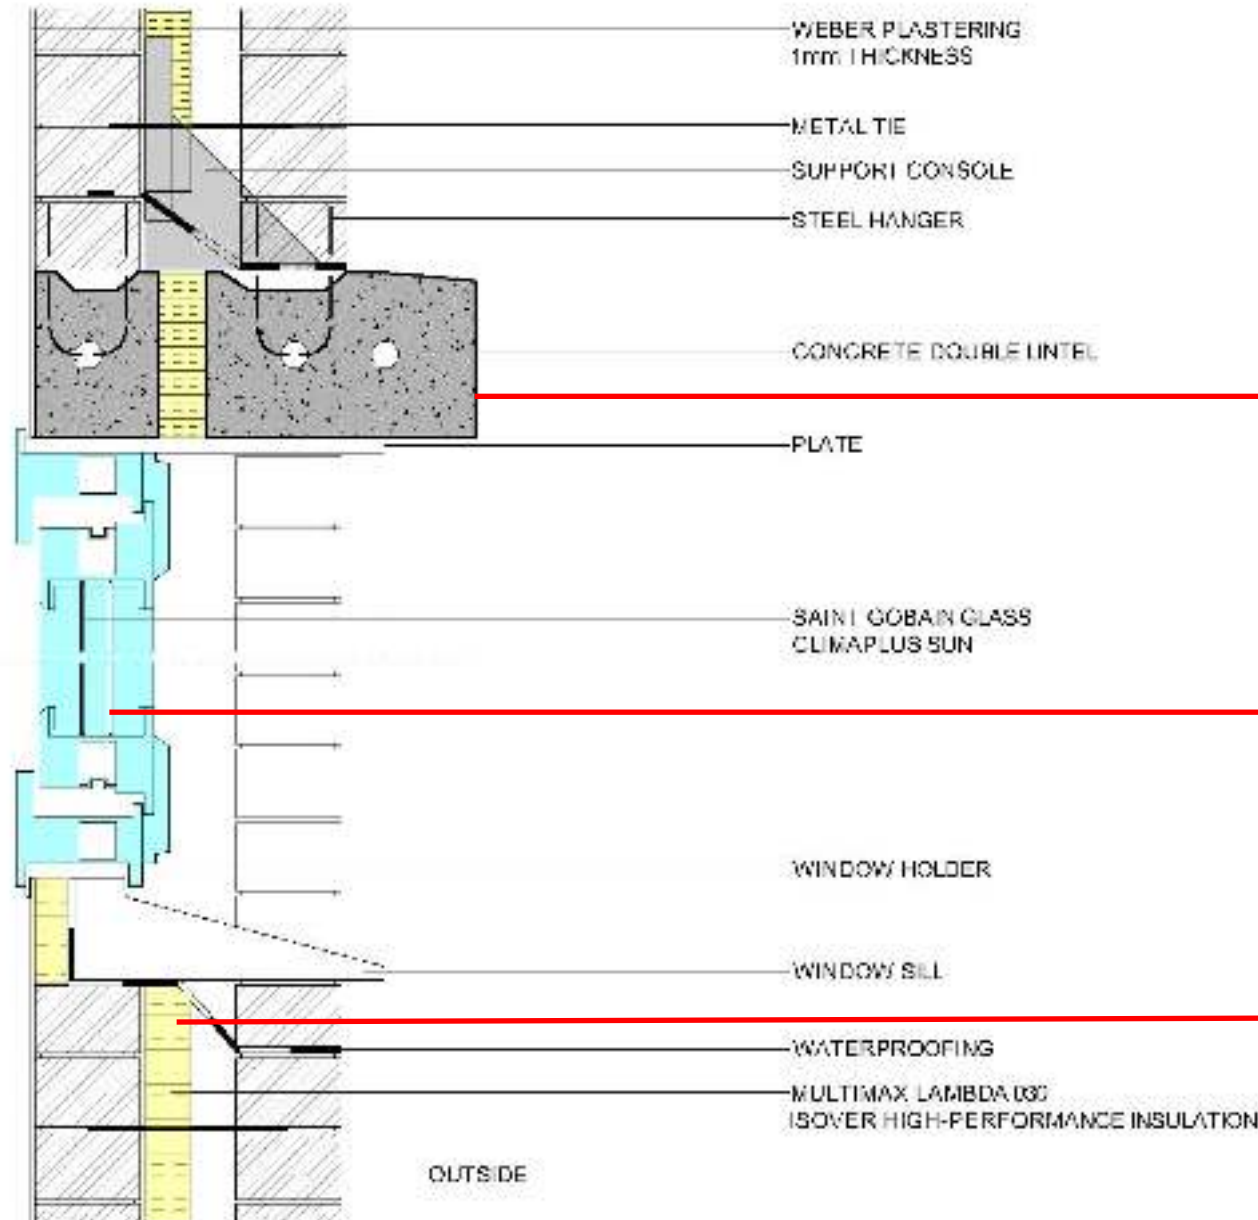 WEBER PLASTERING
1mm THICKNESS
METAL TIE
SUPPORT CONSOLE
STEEL HANGER
CONCRETE DOUBLE LINTEL
PLATE
SAINT GOBAIN GLASS
CLIMAPLUS SUN
WINDOW HOLDER
WINDOW SILL
WATERPROOFING
MULTIMAX LAMBDA 030
ISOVER HIGH-PERFORMANCE INSULATION
OUTSIDE